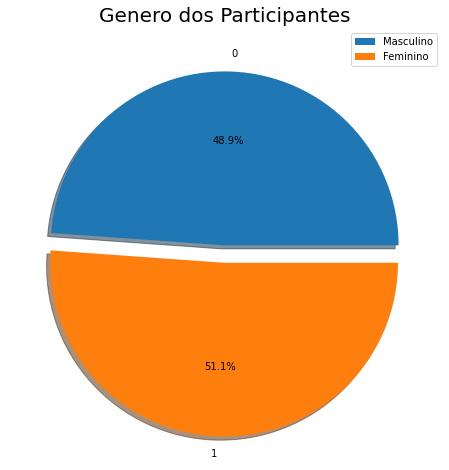 Genero dos Participantes
Masculino
Feminino
0
48.9%
51.1%
1